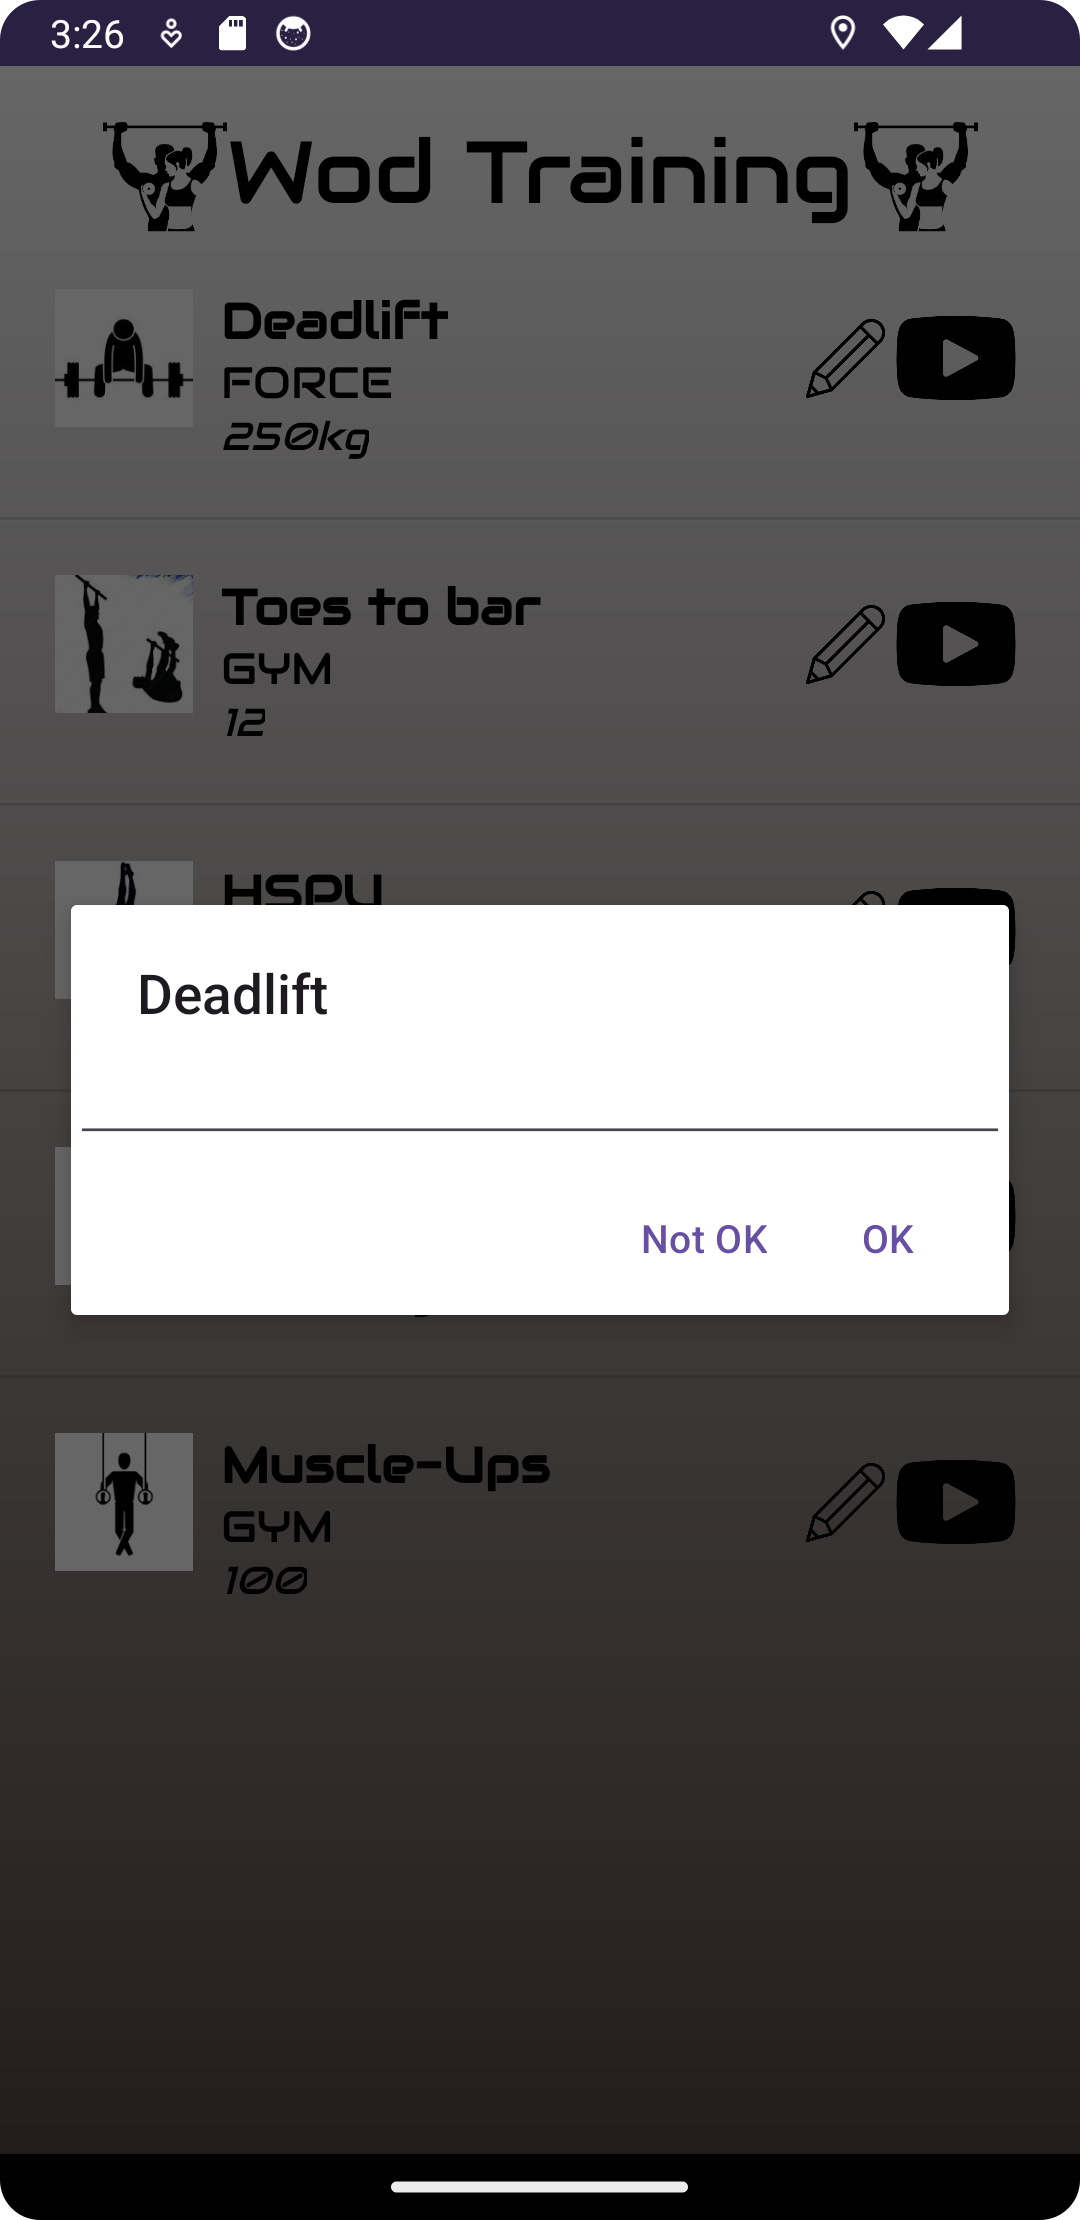 3:26
Wod Training
Deadlift
FORCE
250kg
Toes to bar
GYM
12
HSPU
Deadlift
Not OK
OK
Muscle-Ups
GYM
100